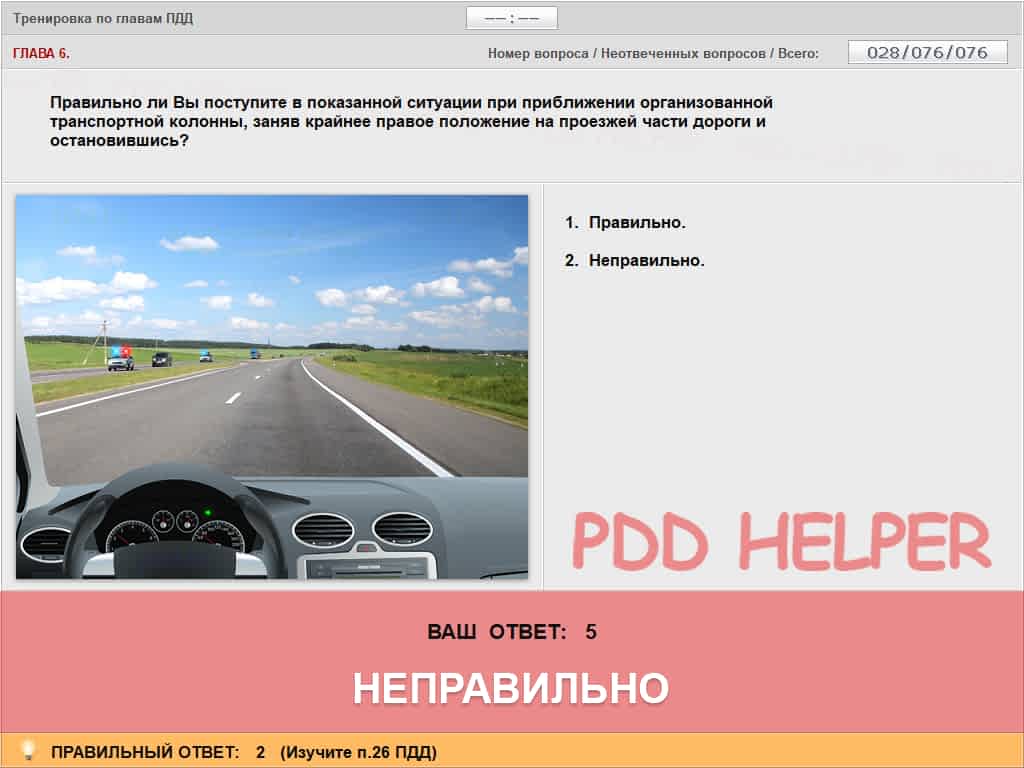 Тренировка по главам ПДД
—— : ——
ГЛАВА 6.
Номер вопроса / Неотвеченных вопросов / Всего:
028/076/076
Правильно ли Вы поступите в показанной ситуации при приближении организованной
транспортной колонны, заняв крайнее правое положение на проезжей части дороги и
остановившись?
1. Правильно.
2. Неправильно.
PDD HELPER
ВАШ ОТВЕТ: 5
НЕПРАВИЛЬНО
ПРАВИЛЬНЫЙ ОТВЕТ: 2 (Изучите п.26 ПДД)